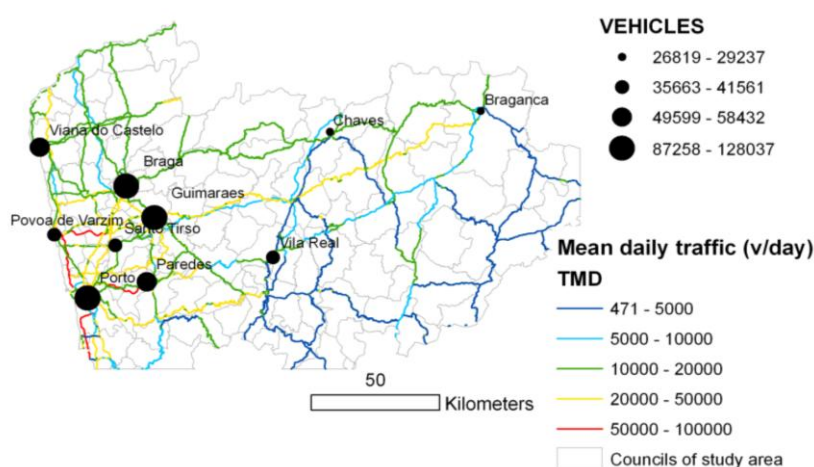 VEHICLES
26819 - 29237
35663 - 41561
49599 - 58432
87258 - 128037
Braganca
Chaves
Viana do Castelo
Braga
Guimaraes
Povoa de Varzim
Santo Tirso
Vila Real
Paredes
Porto
Mean daily traffic (v/day)
TMD
471 - 5000
5000 - 10000
10000 - 20000
20000 - 50000
50000 - 100000
Councils of study area
50
Kilometers